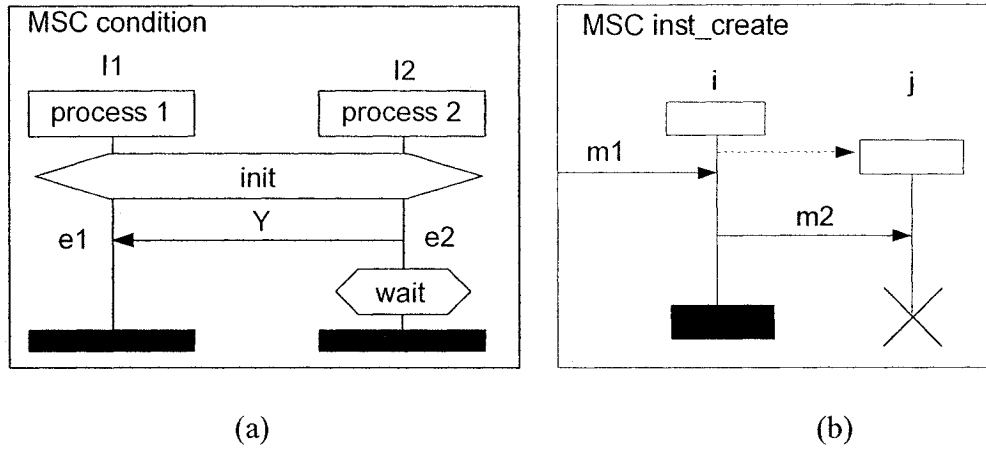 MSC condition
I1
I2
process 1
process 2
init
Y
e1
e2
wait
(a)
MSC inst_create
i
j
m1
m2
(b)